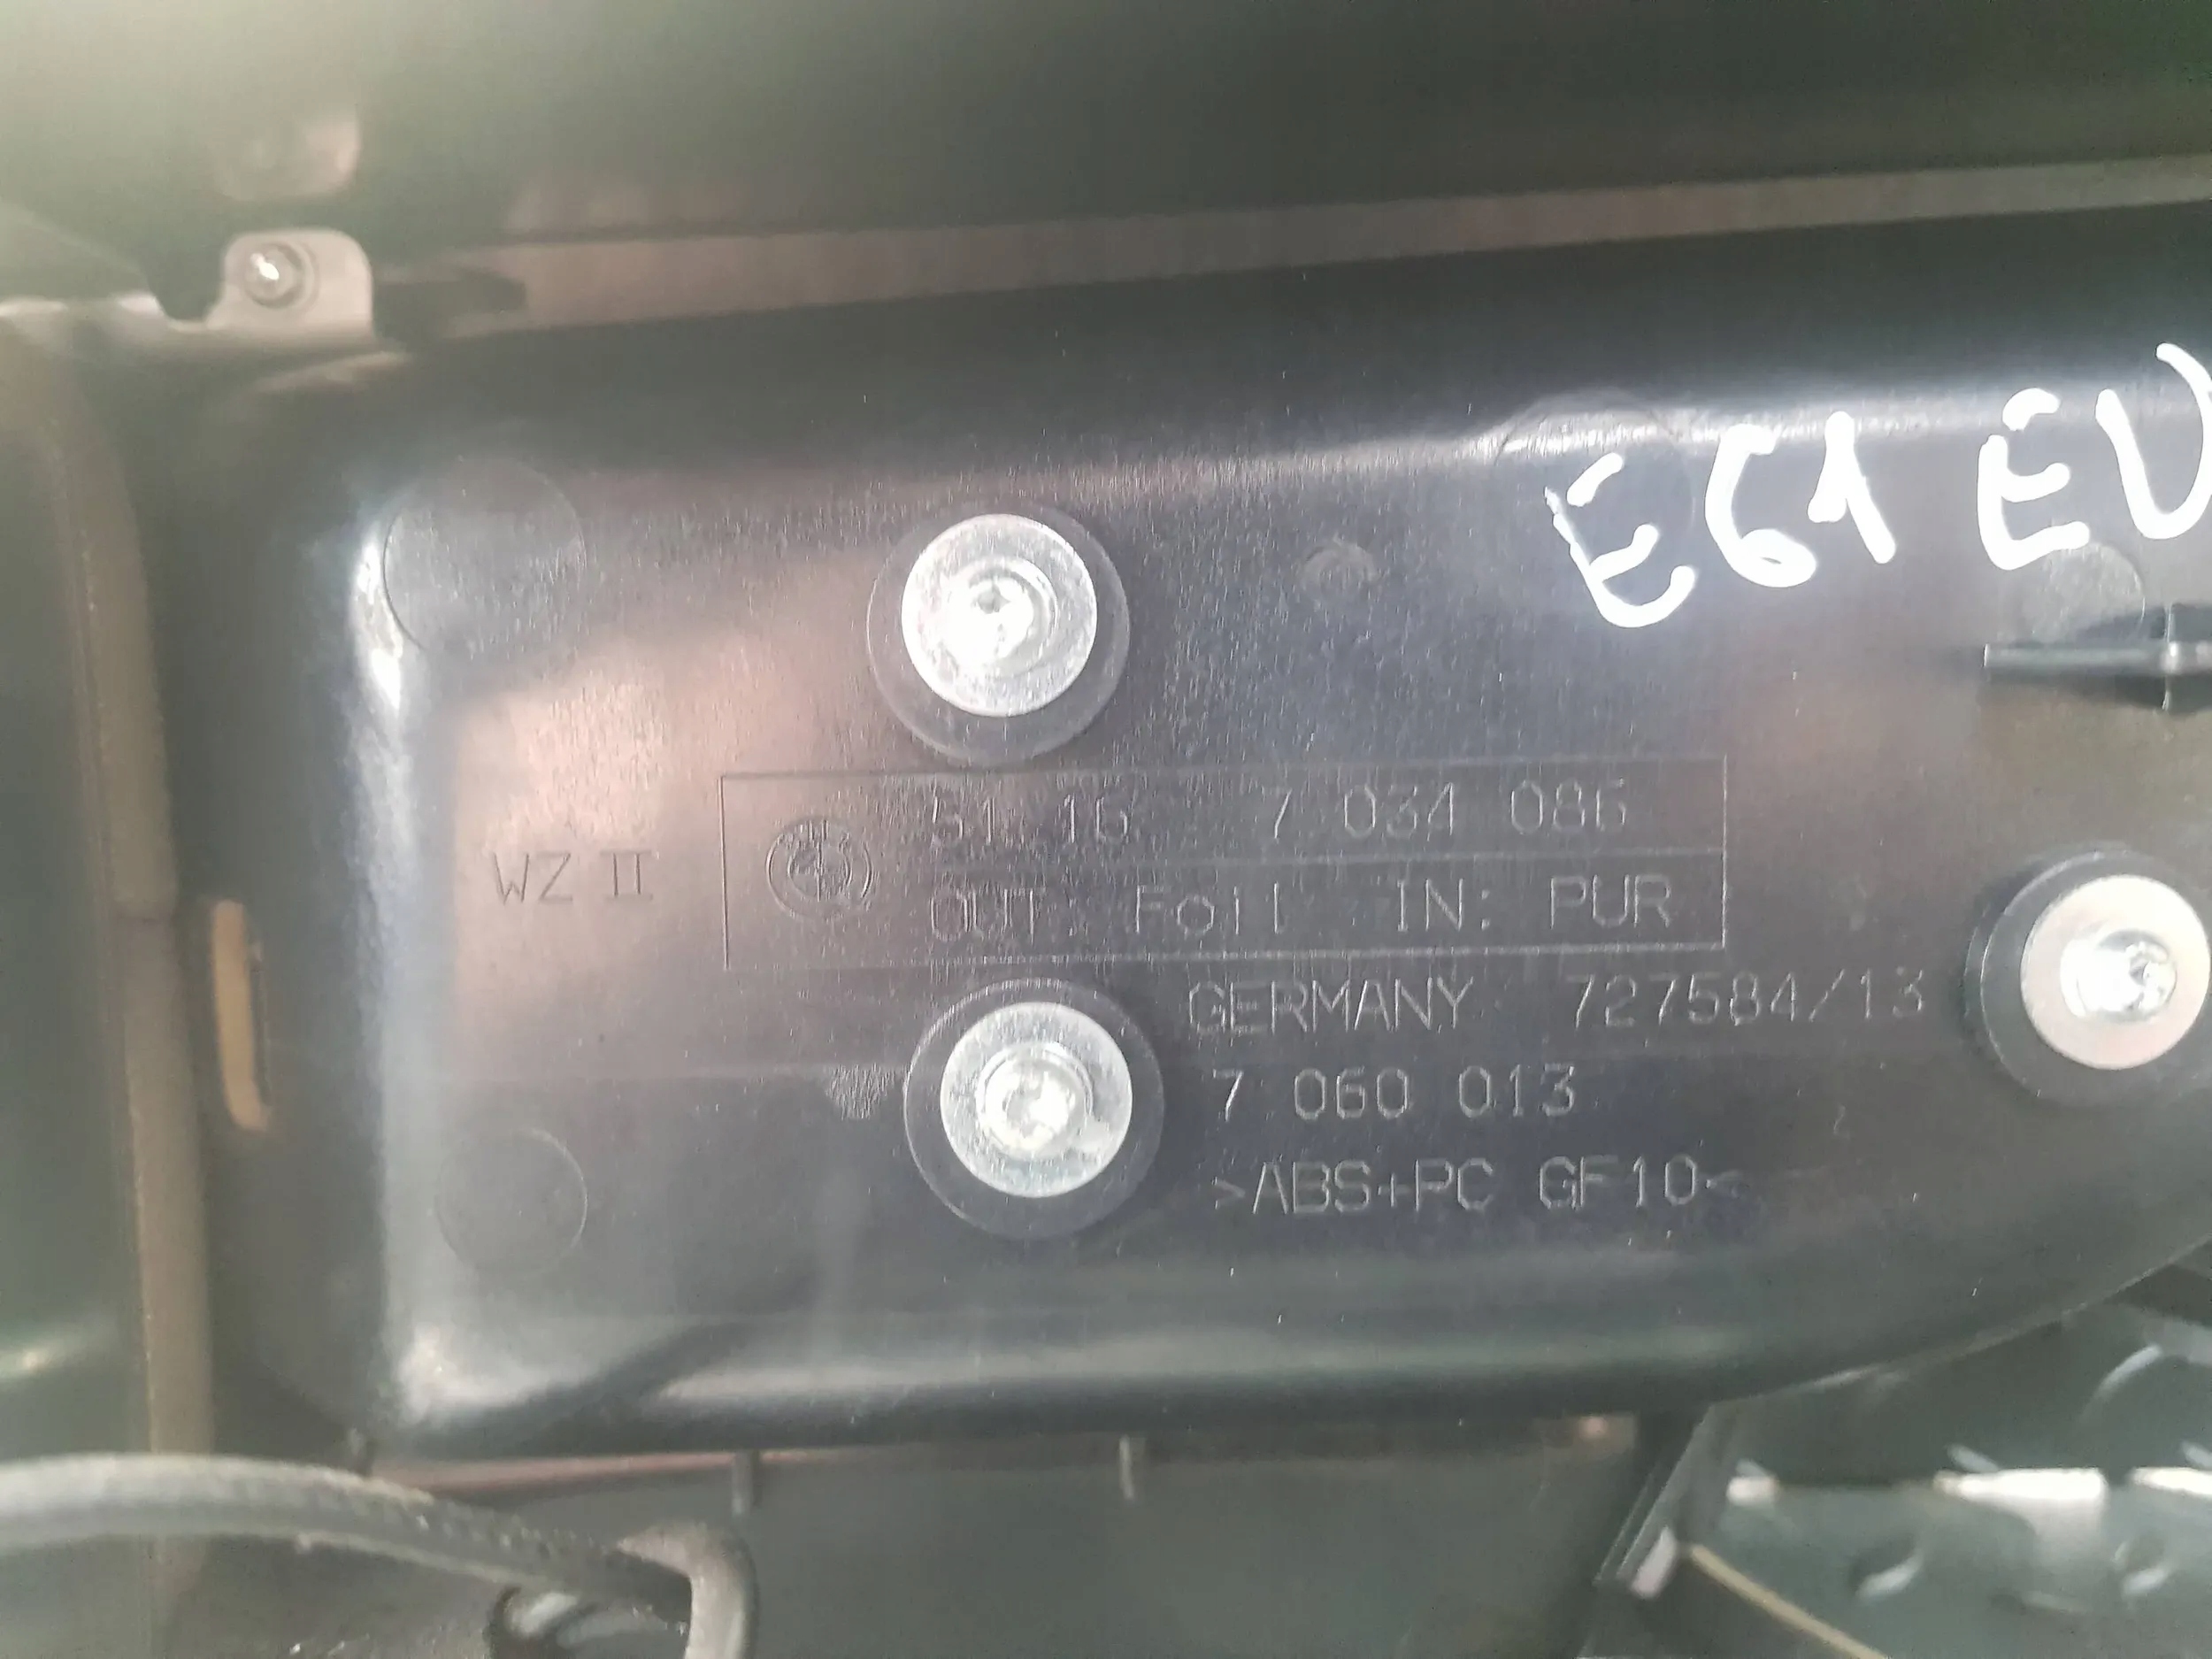 E61 EU
51.16 7 034 086
WZ II
OUT: Foil IN: PUR
GERMANY 727584/13
7 060 013
>ABS+PC GF10<